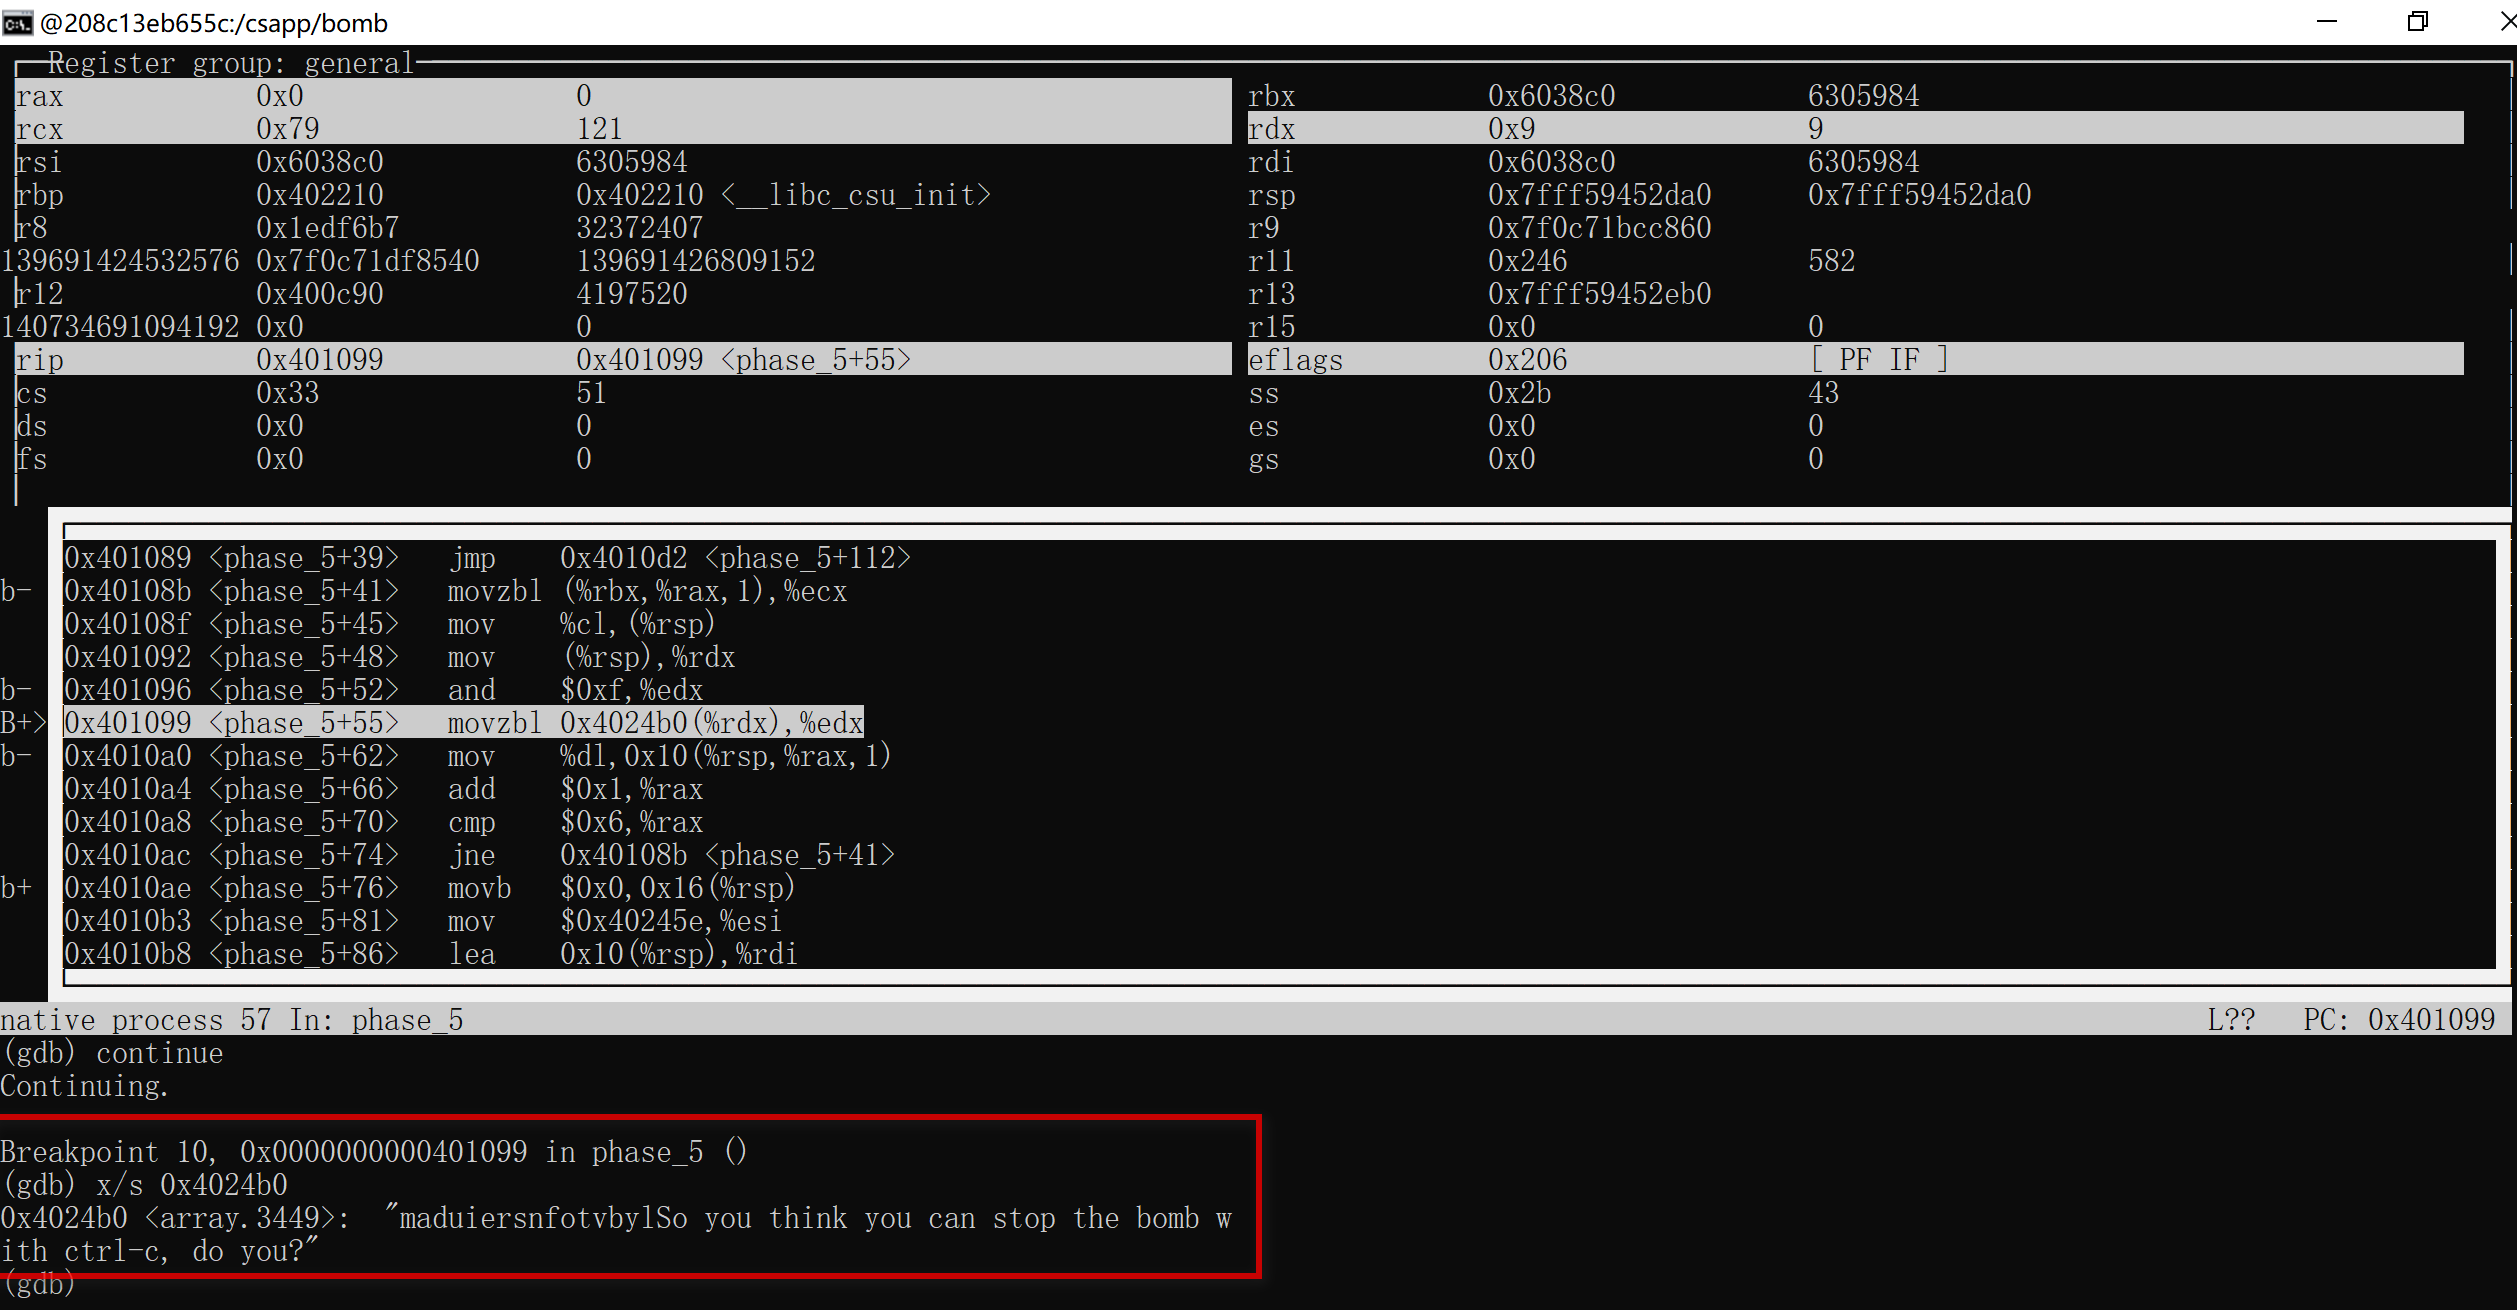 @208c13eb655c:/csapp/bomb
Register group: general
rax 0x0 0 rbx 0x6038c0 6305984
rcx 0x79 121 rdx 0x9 9
rsi 0x6038c0 6305984 rdi 0x6038c0 6305984
rbp 0x402210 0x402210 <__libc_csu_init> rsp 0x7fff59452da0 0x7fff59452da0
r8 0x1edf6b7 32372407 r9 0x7f0c71bcc860
139691424532576 0x7f0c71df8540 139691426809152 r11 0x246 582
r12 0x400c90 4197520 r13 0x7fff59452eb0
140734691094192 0x0 0 r15 0x0 0
rip 0x401099 0x401099 <phase_5+55> eflags 0x206 [ PF IF ]
cs 0x33 51 ss 0x2b 43
ds 0x0 0 es 0x0 0
fs 0x0 0 gs 0x0 0
0x401089 <phase_5+39> jmp 0x4010d2 <phase_5+112>
b- 0x40108b <phase_5+41> movzbl (%rbx,%rax,1),%ecx
0x40108f <phase_5+45> mov %cl,(%rsp)
0x401092 <phase_5+48> mov (%rsp),%rdx
b- 0x401096 <phase_5+52> and $0xf,%edx
B+> 0x401099 <phase_5+55> movzbl 0x4024b0(%rdx),%edx
b- 0x4010a0 <phase_5+62> mov %dl,0x10(%rsp,%rax,1)
0x4010a4 <phase_5+66> add $0x1,%rax
0x4010a8 <phase_5+70> cmp $0x6,%rax
0x4010ac <phase_5+74> jne 0x40108b <phase_5+41>
b+ 0x4010ae <phase_5+76> movb $0x0,0x16(%rsp)
0x4010b3 <phase_5+81> mov $0x40245e,%esi
0x4010b8 <phase_5+86> lea 0x10(%rsp),%rdi
native process 57 In: phase_5 L?? PC: 0x401099
(gdb) continue
Continuing.
Breakpoint 10, 0x0000000000401099 in phase_5 ()
(gdb) x/s 0x4024b0
0x4024b0 <array.3449>: "maduiersnfotvbylSo you think you can stop the bomb w
ith ctrl-c, do you?"
(gdb)